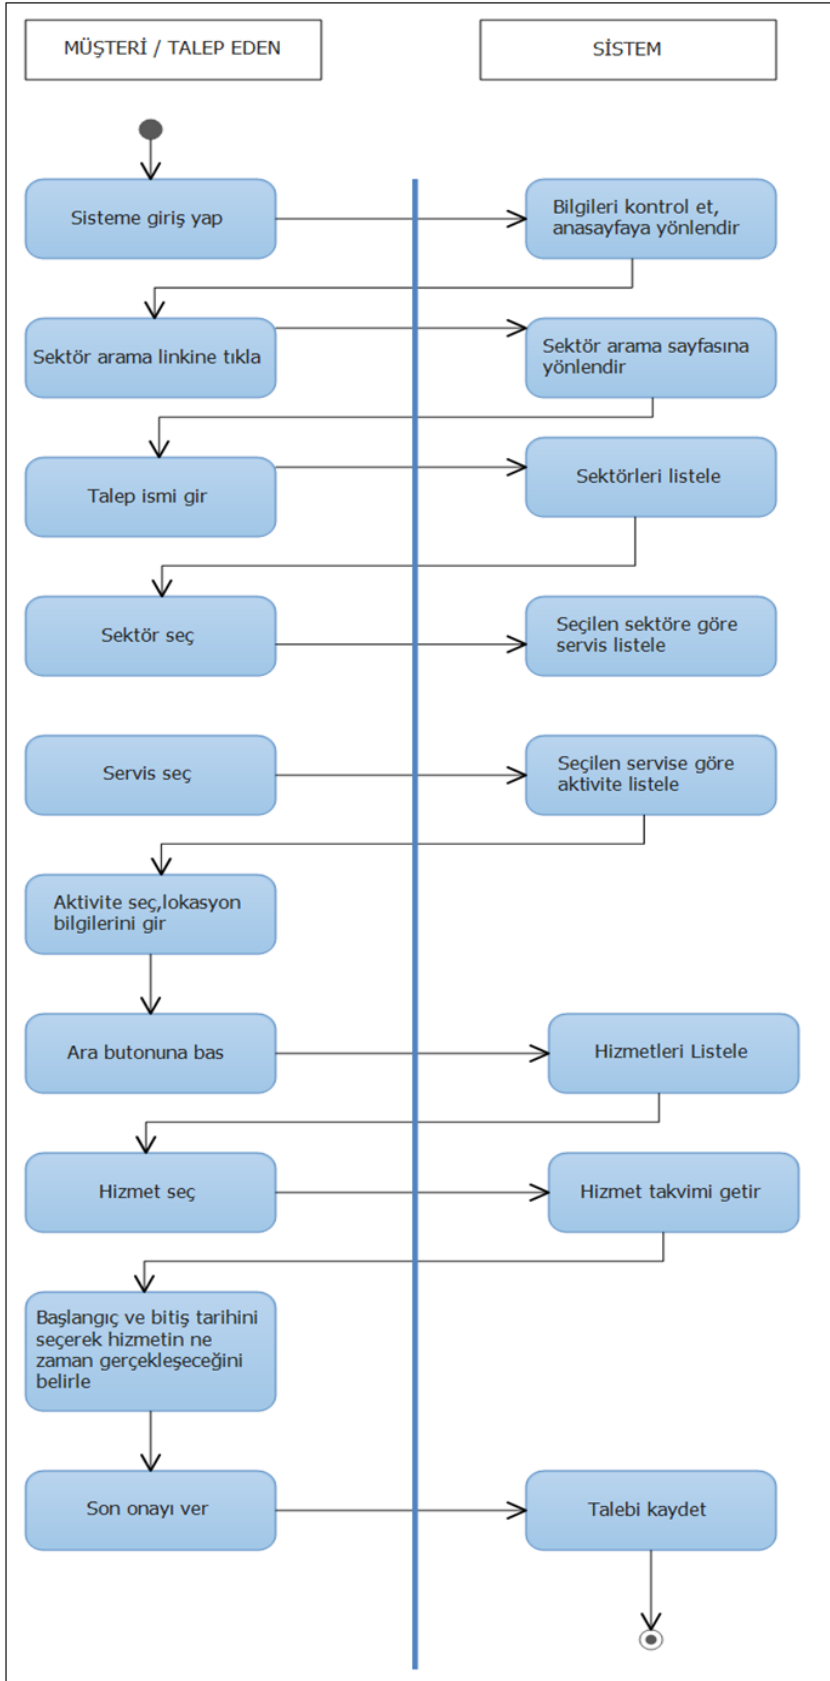 MÜŞTERİ / TALEP EDEN
SİSTEM
Sisteme giriş yap
Bilgileri kontrol et,
anasayfaya yönlendir
Sektör arama linkine tıkla
Sektör arama sayfasına
yönlendir
Talep ismi gir
Sektörleri listele
Sektör seç
Seçilen sektöre göre
servis listele
Servis seç
Seçilen servise göre
aktivite listele
Aktivite seç,lokasyon
bilgilerini gir
Ara butonuna bas
Hizmetleri Listele
Hizmet seç
Hizmet takvimi getir
Başlangıç ve bitiş tarihini
seçerek hizmetin ne
zaman gerçekleşeceğini
belirle
Son onayı ver
Talebi kaydet